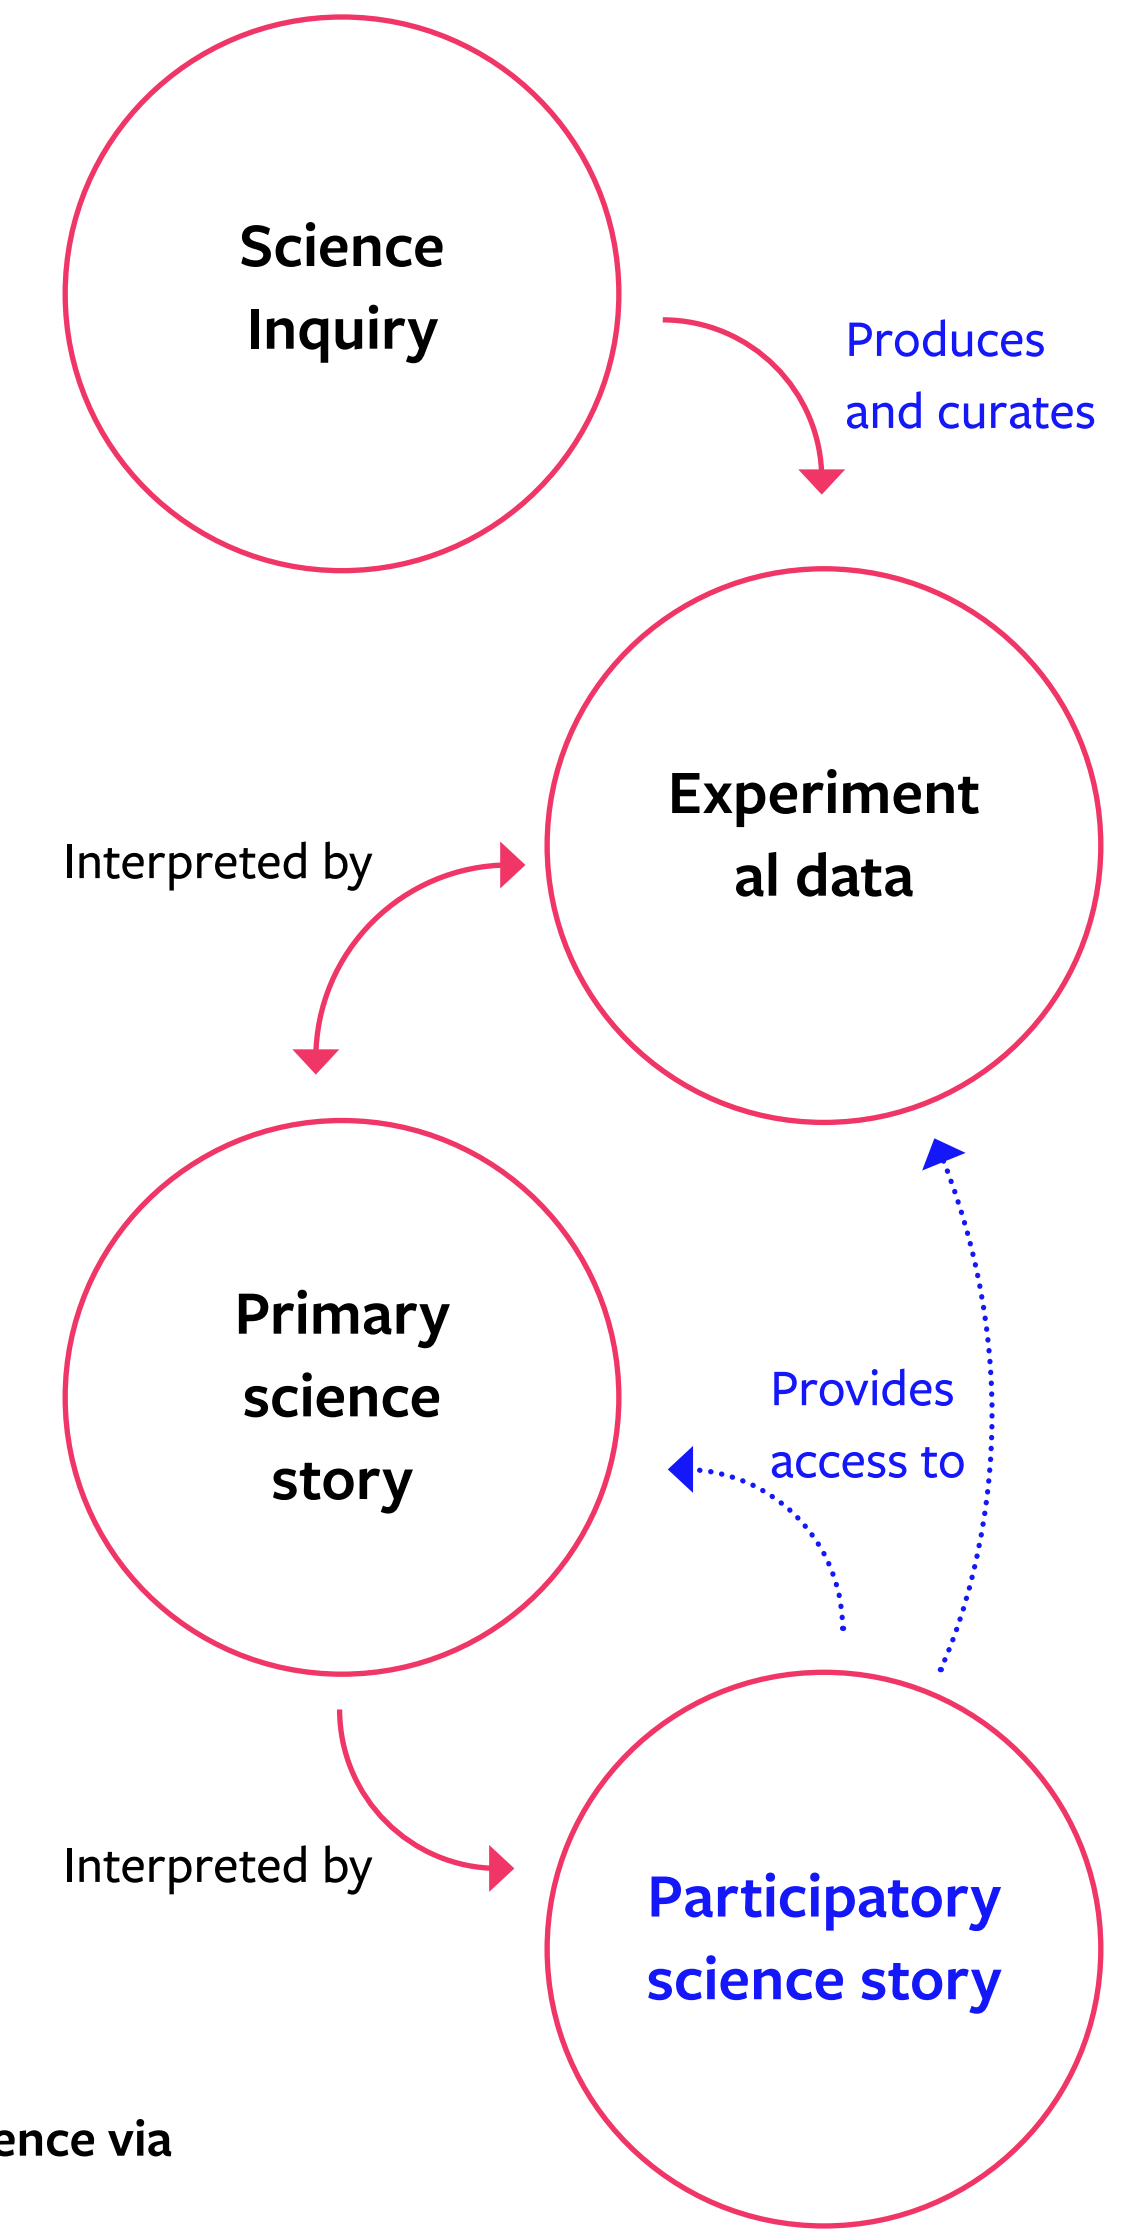 Science
Inquiry
Produces
and curates
Experiment
al data
Interpreted by
Primary
science
story
Provides
access to
Interpreted by
Participatory
science story
ence via